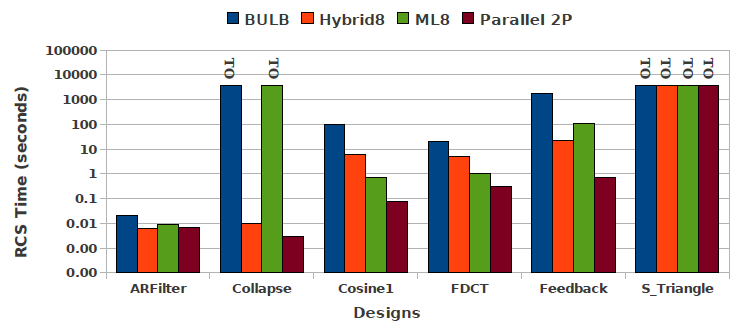 BULB Hybrid8 ML8 Parallel 2P
RCS Time (seconds)
100000
10000
1000
100
10
1
0.1
0.01
0.00
0.00
TO TO TO TO TO TO
ARFilter Collapse Cosine1 FDCT Feedback S_Triangle
Designs